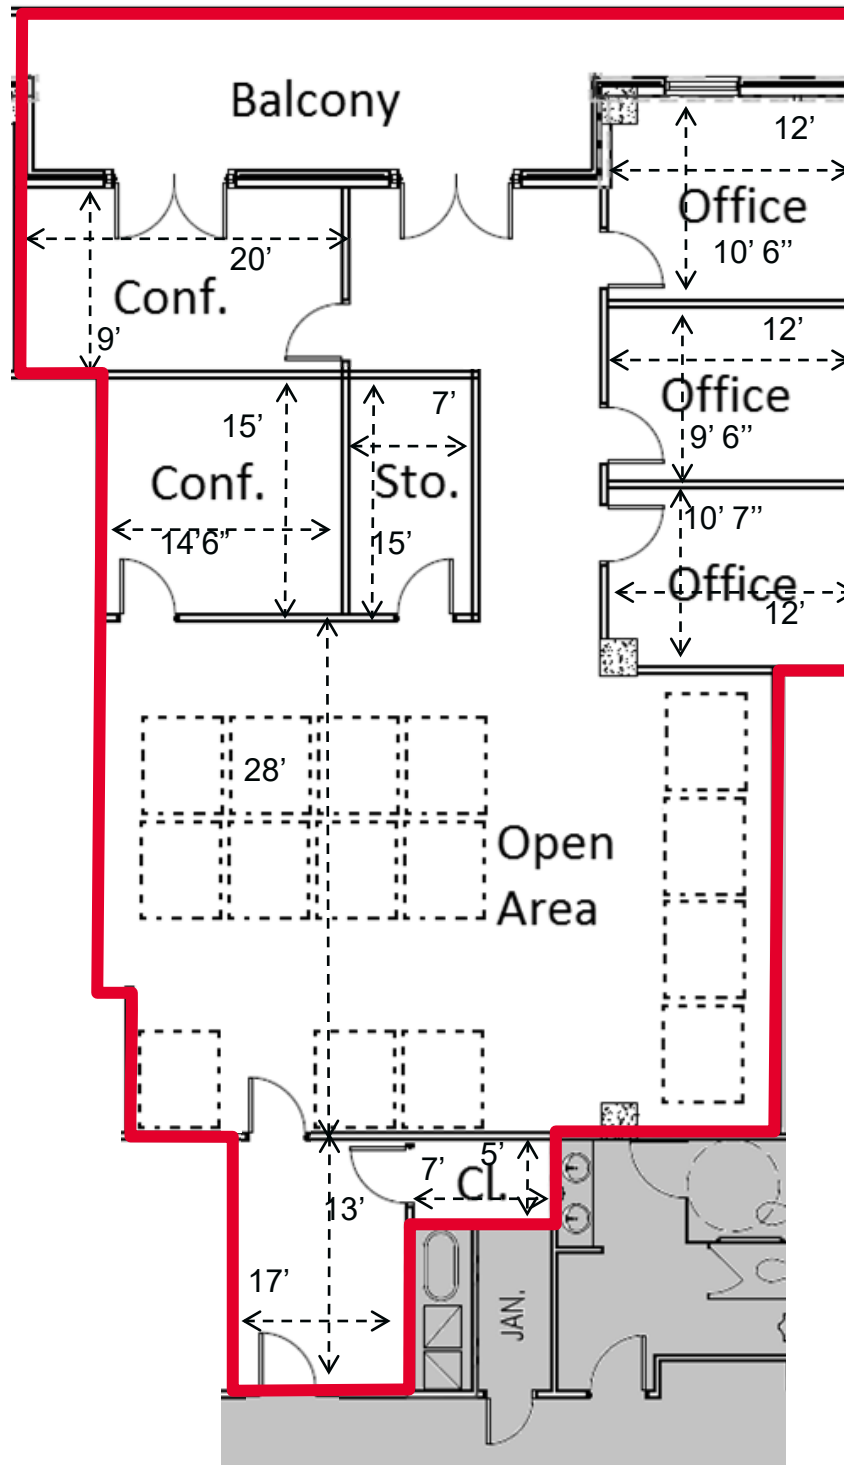 Balcony
12'
Office
10' 6’’
20’
Conf.
9’
12’
Office
9’ 6’’
7’
15’
Conf.
Sto.
14’6”
15’
10’ 7’’
Office
12’
28’
Open
Area
5’
7’
Cl.
13’
17’
JAN.